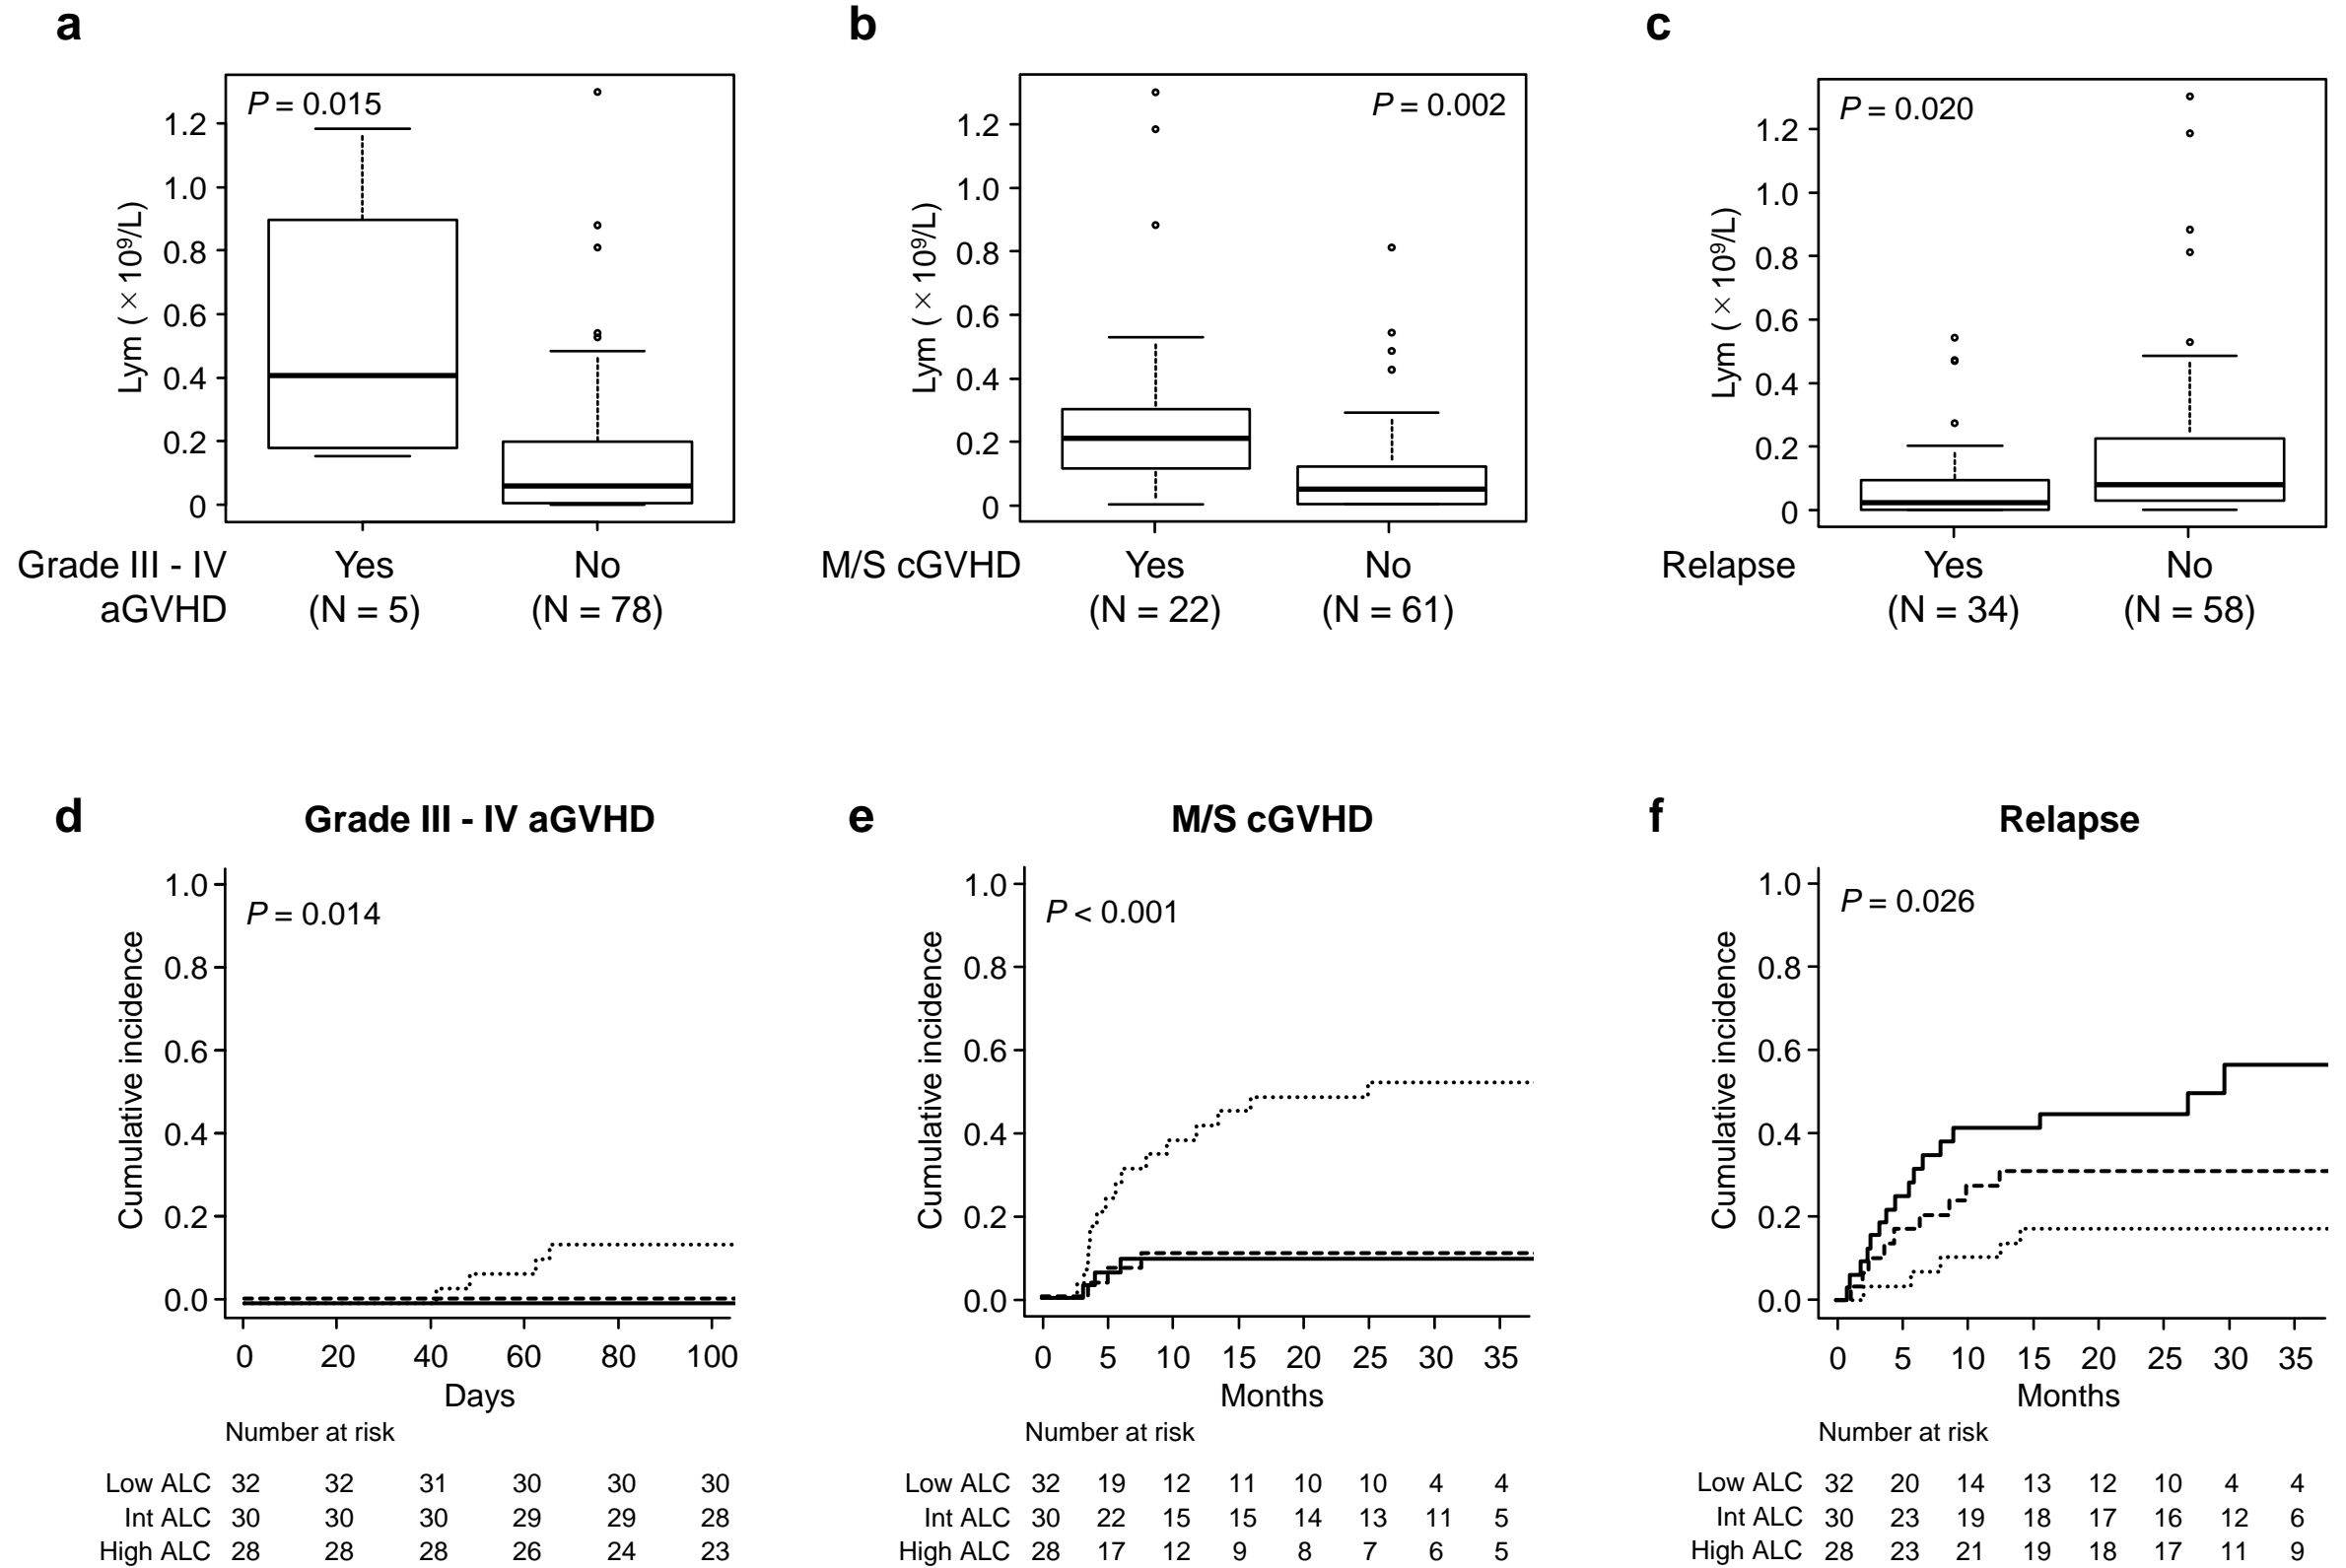 a
P = 0.015
1.2
1.0
0.8
0.6
0.4
0.2
0
Lym (×10⁹/L)
Grade III - IV aGVHD
Yes (N = 5)
No (N = 78)
b
P = 0.002
1.2
1.0
0.8
0.6
0.4
0.2
0
Lym (×10⁹/L)
M/S cGVHD
Yes (N = 22)
No (N = 61)
c
P = 0.020
1.2
1.0
0.8
0.6
0.4
0.2
0
Lym (×10⁹/L)
Relapse
Yes (N = 34)
No (N = 58)
d
Grade III - IV aGVHD
P = 0.014
1.0
0.8
0.6
0.4
0.2
0.0
Cumulative incidence
0 20 40 60 80 100
Days
Number at risk
Low ALC 32 32 31 30 30 30
Int ALC 30 30 30 29 29 28
High ALC 28 28 28 26 24 23
e
M/S cGVHD
P < 0.001
1.0
0.8
0.6
0.4
0.2
0.0
Cumulative incidence
0 5 10 15 20 25 30 35
Months
Number at risk
Low ALC 32 19 12 11 10 10 4 4
Int ALC 30 22 15 15 14 13 11 5
High ALC 28 17 12 9 8 7 6 5
f
Relapse
P = 0.026
1.0
0.8
0.6
0.4
0.2
0.0
Cumulative incidence
0 5 10 15 20 25 30 35
Months
Number at risk
Low ALC 32 20 14 13 12 10 4 4
Int ALC 30 23 19 18 17 16 12 6
High ALC 28 23 21 19 18 17 11 9